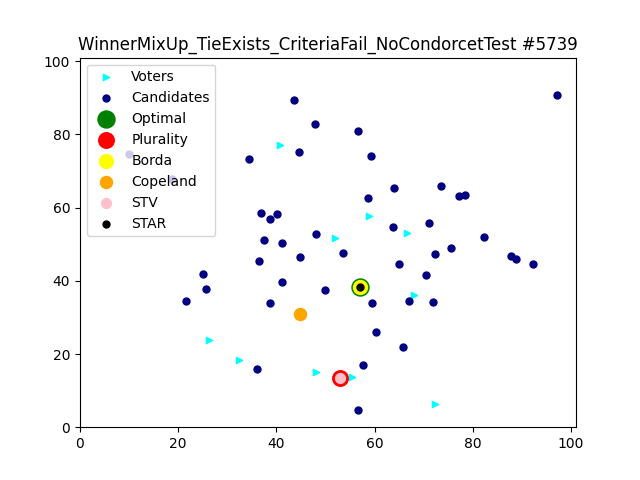 WinnerMixUp_TieExists_CriteriaFail_NoCondorcetTest #5739
100
80
60
40
20
0
Voters
Candidates
Optimal
Plurality
Borda
Copeland
STV
STAR
0 20 40 60 80 100